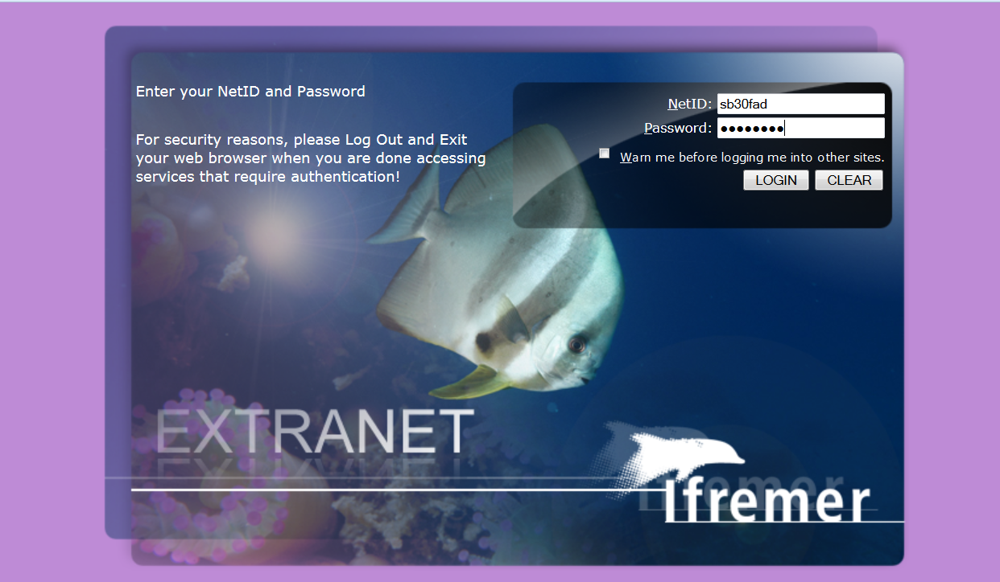 Enter your NetID and Password
For security reasons, please Log Out and Exit
your web browser when you are done accessing
services that require authentication!
NetID: sb30fad
Password: ●●●●●●●●
Warn me before logging me into other sites.
LOGIN CLEAR
EXTRANET
Ifremer